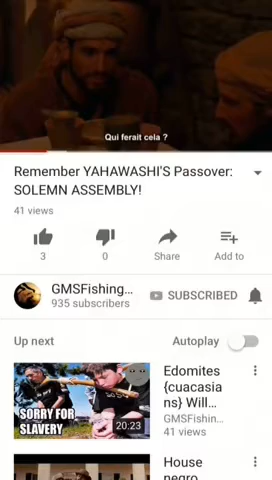 Qui ferait cela ?
Remember YAHAWASHI'S Passover:
SOLEMN ASSEMBLY!
41 views
3
0
Share
Add to
GMSFishing...
935 subscribers
SUBSCRIBED
Up next
Autoplay
SORRY FOR
SLAVERY
20:23
Edomites
{cuacasia
ns} Will...
GMSFishin...
41 views
House
negro